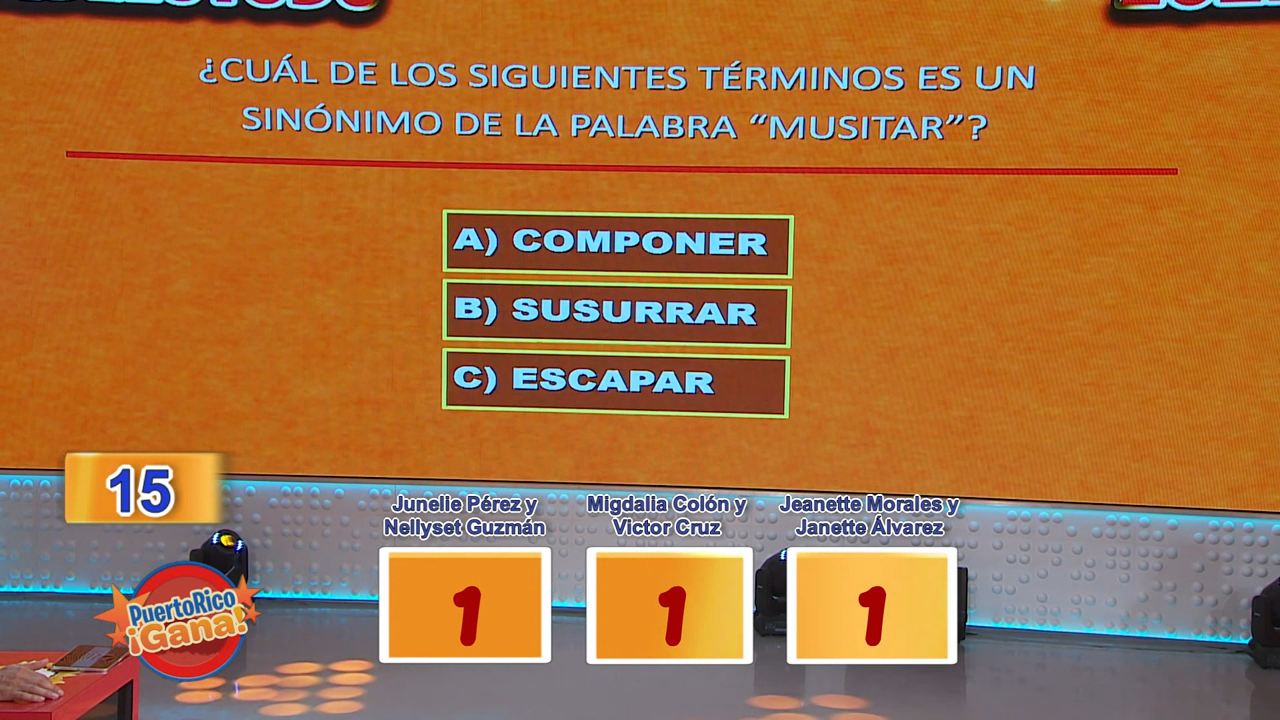 ¿CUÁL DE LOS SIGUIENTES TÉRMINOS ES UN
SINÓNIMO DE LA PALABRA “MUSITAR”?
A) COMPONER
B) SUSURRAR
C) ESCAPAR
15
Junelie Pérez y
Nellyset Guzmán
Migdalia Colón y
Victor Cruz
Jeanette Morales y
Janette Álvarez
1
1
1
PuertoRico
¡Gana!